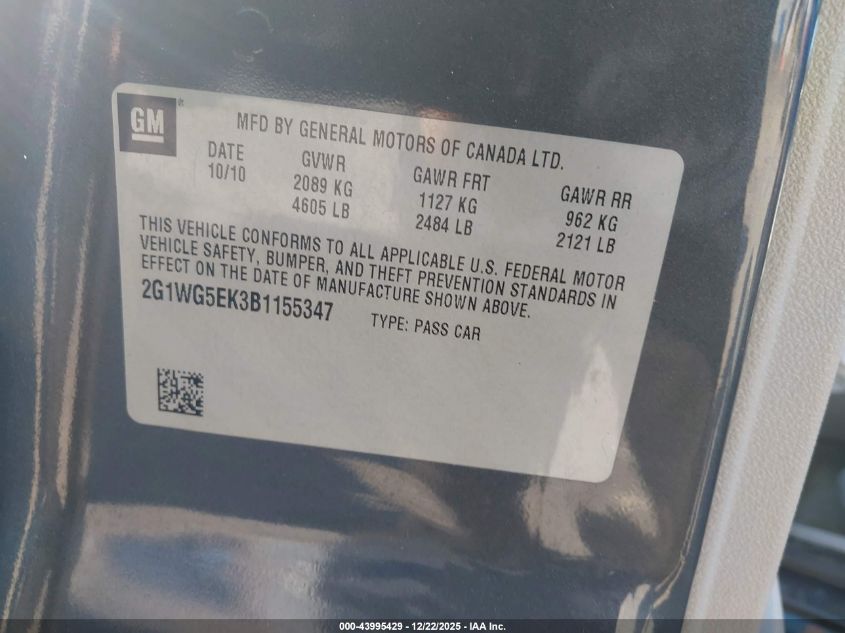 GM
MFD BY GENERAL MOTORS OF CANADA LTD.
DATE GVWR GAWR FRT GAWR RR
10/10 2089 KG 1127 KG 962 KG
4605 LB 2484 LB 2121 LB
THIS VEHICLE CONFORMS TO ALL APPLICABLE U.S. FEDERAL MOTOR
VEHICLE SAFETY, BUMPER, AND THEFT PREVENTION STANDARDS IN
EFFECT ON THE DATE OF MANUFACTURE SHOWN ABOVE.
2G1WG5EK3B1155347 TYPE: PASS CAR
000-43995429 - 12/22/2025 - IAA Inc.